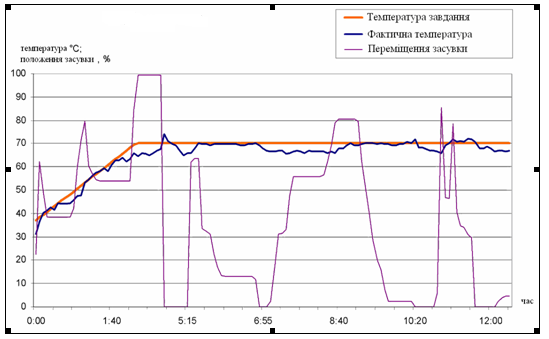 Температура завдання
Фактична температура
Переміщення засувки
температура °С;
положення засувки , %
100
90
80
70
60
50
40
30
20
10
0
час
0:00 1:40 5:15 6:55 8:40 10:20 12:00